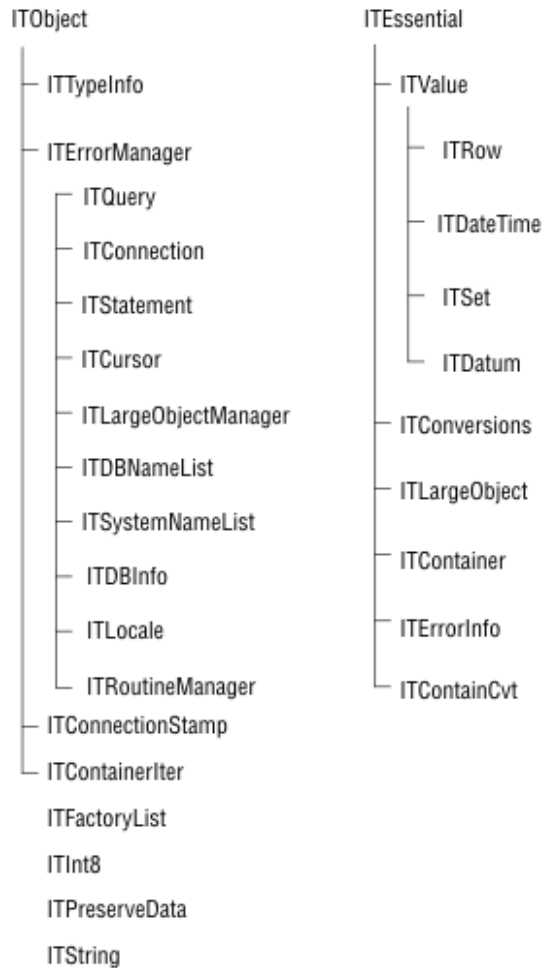 ITObject
ITTypeInfo
ITErrorManager
ITQuery
ITConnection
ITStatement
ITCursor
ITLargeObjectManager
ITDBNameList
ITSystemNameList
ITDBInfo
ITLocale
ITRoutineManager
ITConnectionStamp
ITContainerIter
ITFactoryList
ITInt8
ITPreserveData
ITString
ITEssential
ITValue
ITRow
ITDateTime
ITSet
ITDatum
ITConversions
ITLargeObject
ITContainer
ITErrorInfo
ITContainCvt